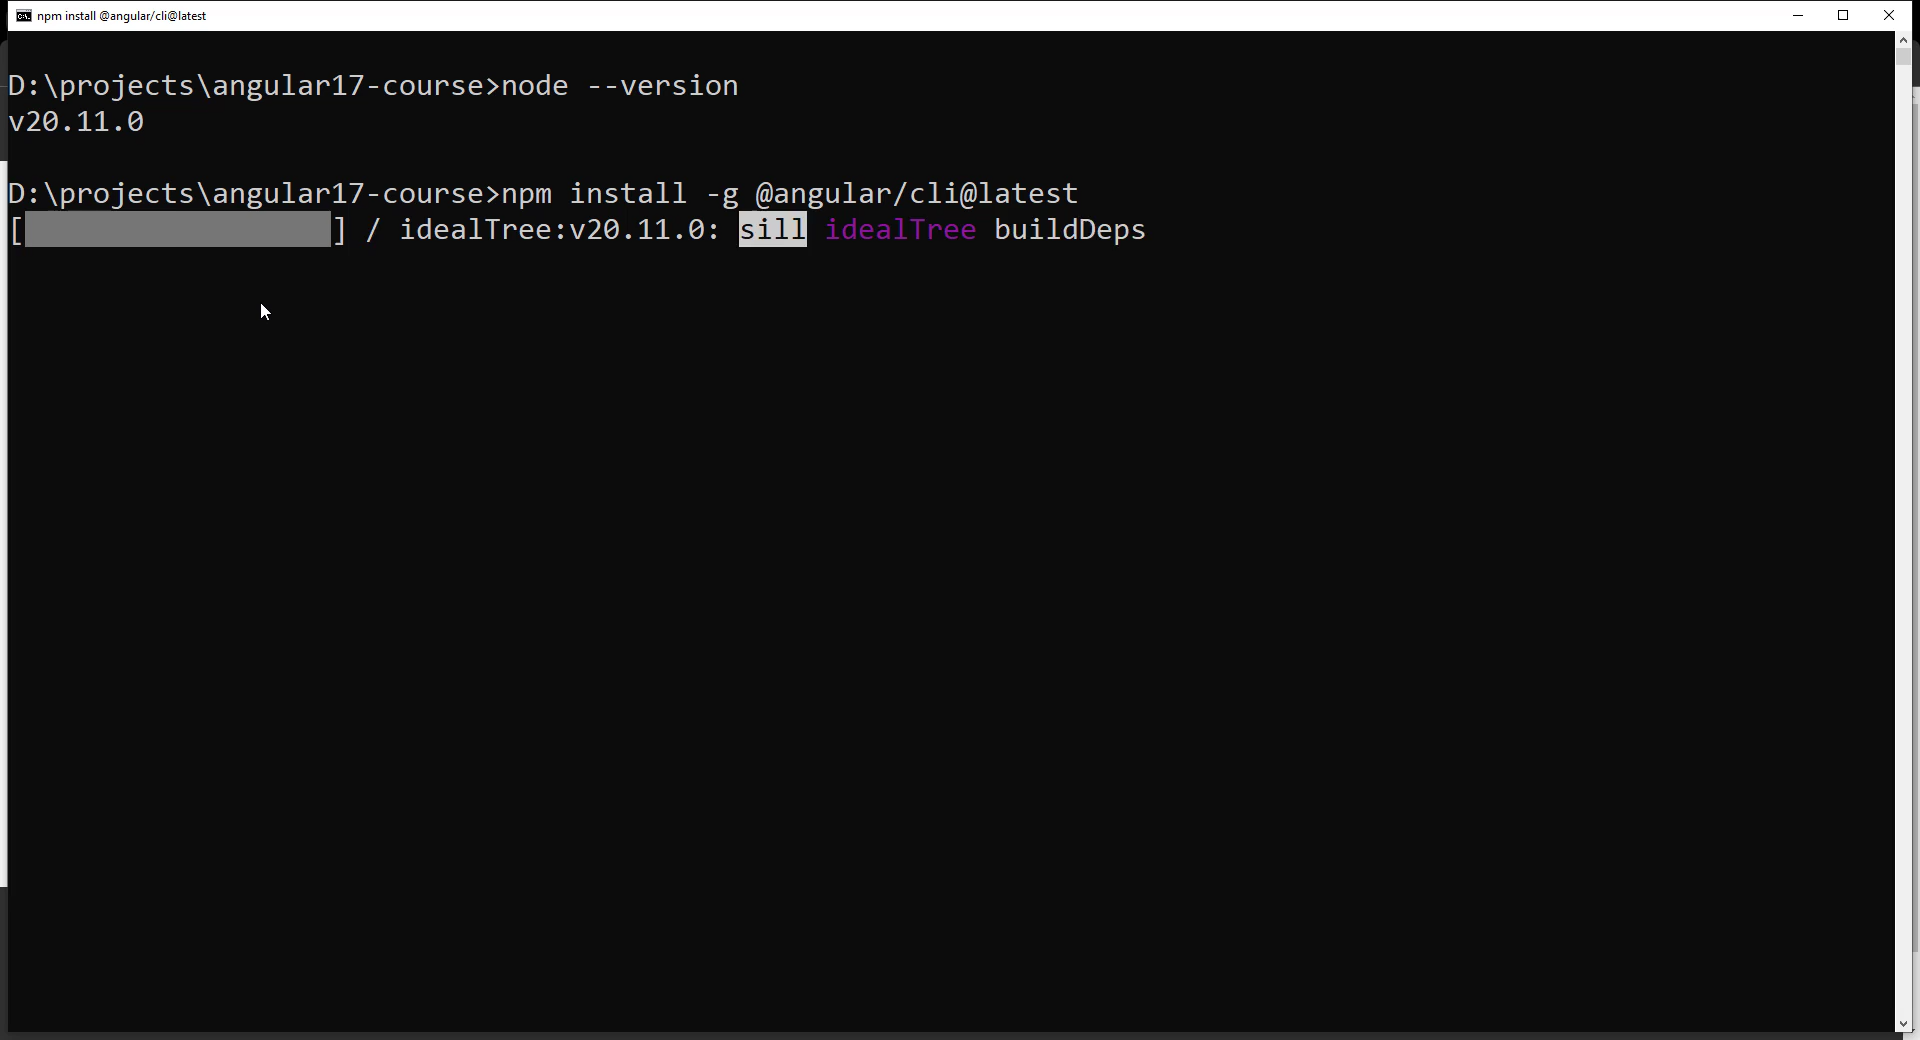 npm install @angular/cli@latest
D:\projects\angular17-course>node --version
v20.11.0
D:\projects\angular17-course>npm install -g @angular/cli@latest
[                  ] / idealTree:v20.11.0: sill idealTree buildDeps